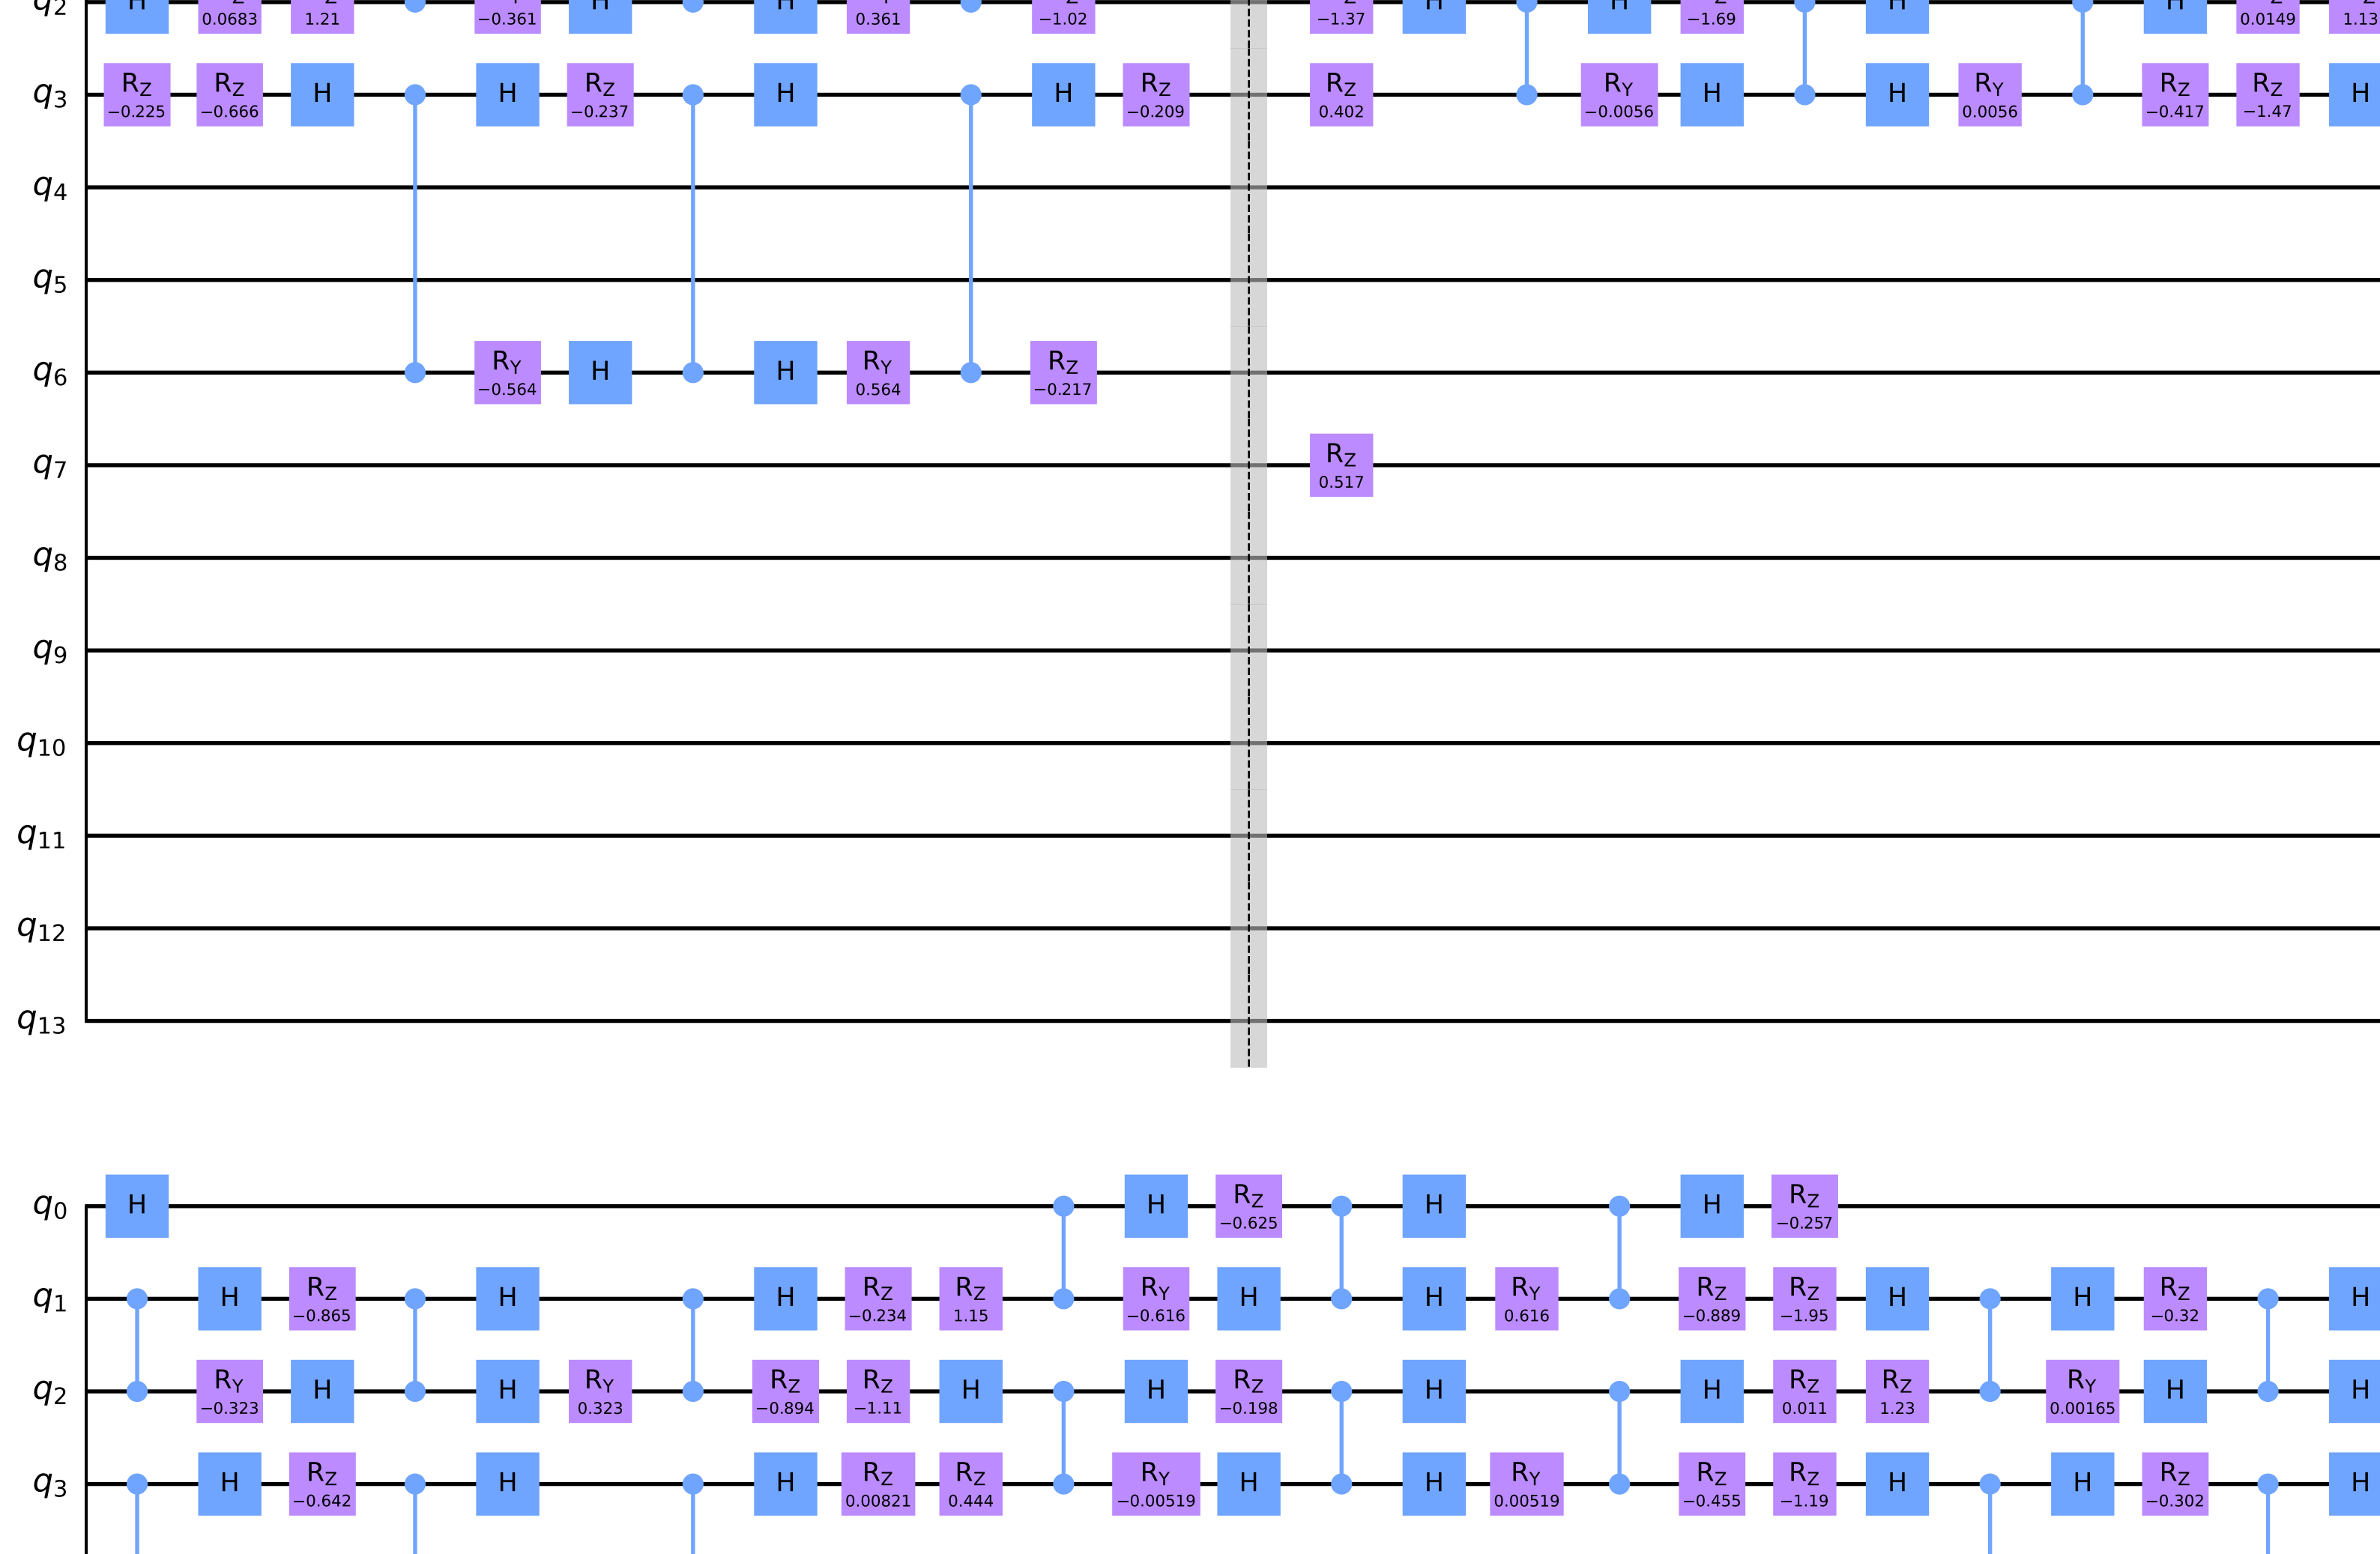 q2 H 0.0683 1.21 −0.361 H H 0.361 −1.02 −1.37 H H −1.69 H H 0.0149 1.13
q3 RZ −0.225 RZ −0.666 H H RZ −0.237 H H RZ −0.209 RZ 0.402 RY −0.0056 H H RY 0.0056 RZ −0.417 RZ −1.47 H
q4
q5
q6 RY −0.564 H H RY 0.564 RZ −0.217
q7 RZ 0.517
q8
q9
q10
q11
q12
q13
q0 H H RZ −0.625 H H RZ −0.257
q1 H RZ −0.865 H H RZ −0.234 RZ 1.15 RY −0.616 H H RY 0.616 RZ −0.889 RZ −1.95 H H RZ −0.32 H
q2 RY −0.323 H H RY 0.323 RZ −0.894 RZ −1.11 H H RZ −0.198 H H RZ 0.011 RZ 1.23 RY 0.00165 H H
q3 H RZ −0.642 H H RZ 0.00821 RZ 0.444 RY −0.00519 H H RY 0.00519 RZ −0.455 RZ −1.19 H H RZ −0.302 H